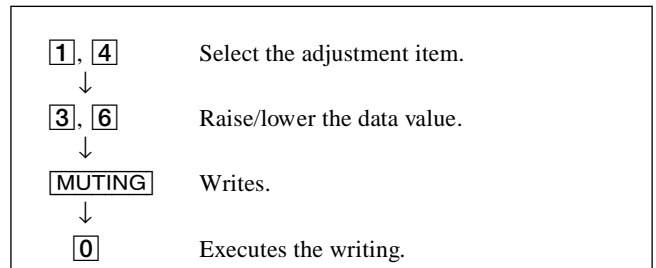 1, 4 Select the adjustment item.
↓
3, 6 Raise/lower the data value.
↓
MUTING Writes.
↓
0 Executes the writing.